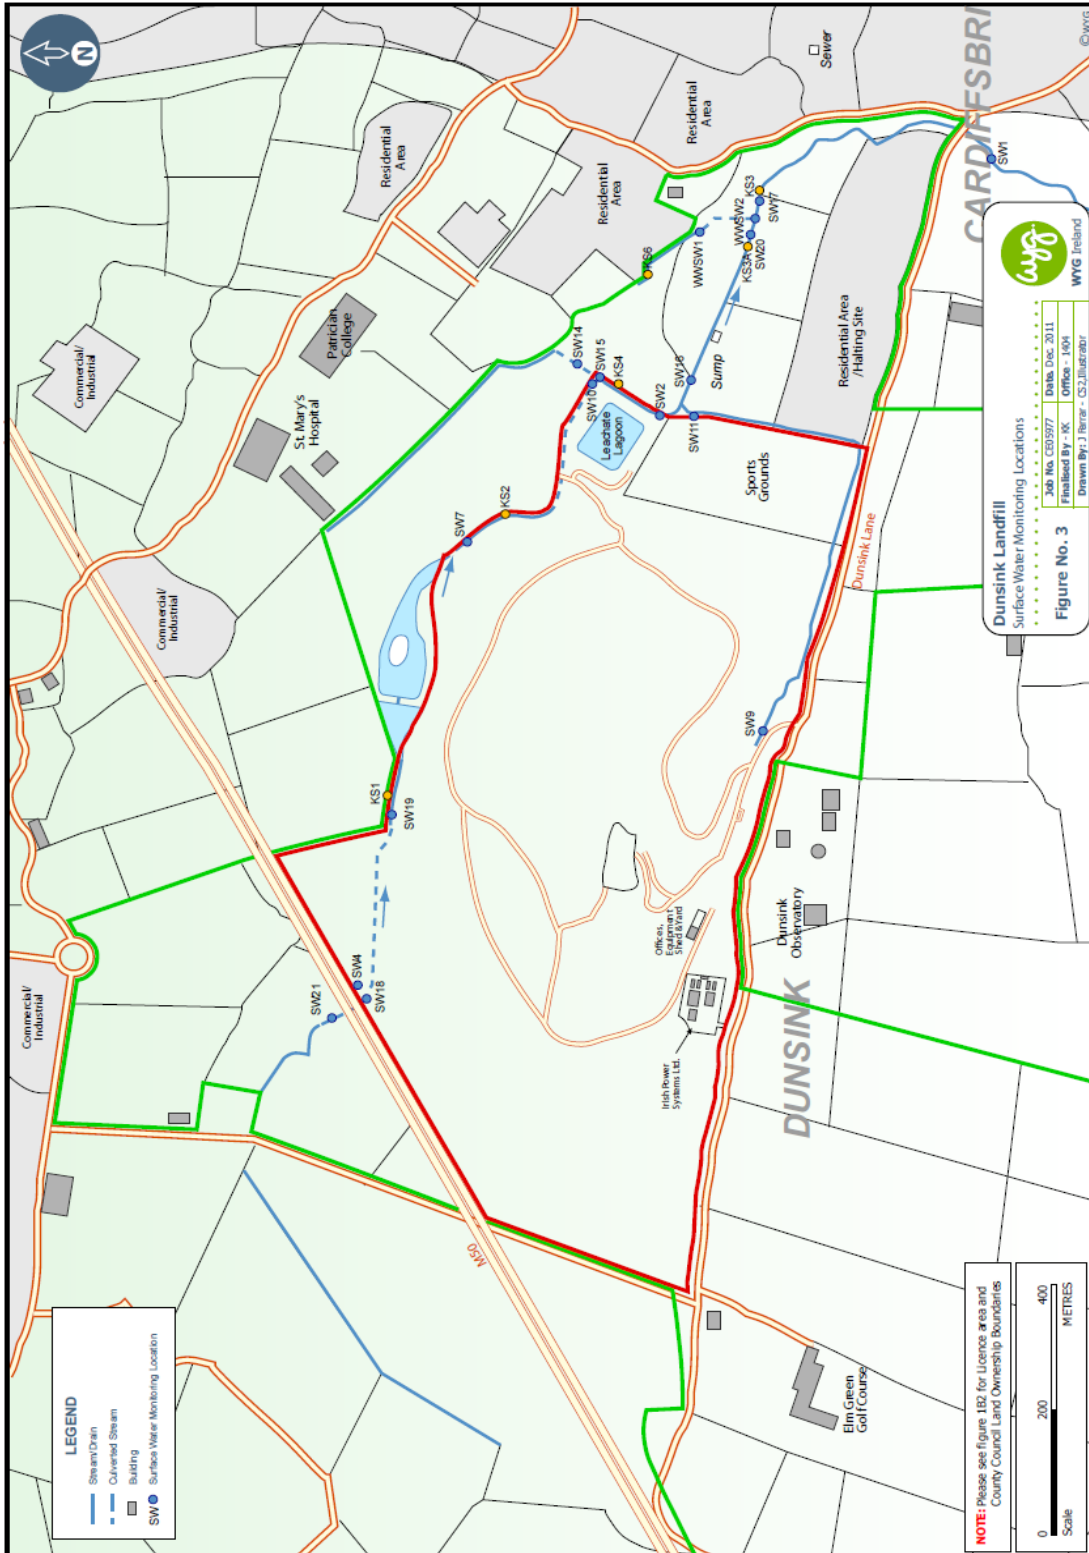 N
LEGEND
Stream/Drain
Culverted Stream
Building
SW Surface Water Monitoring Location
Commercial/
Industrial
Commercial/
Industrial
Commercial/
Industrial
M50
St. Mary's
Hospital
Patrician
College
Residential
Area
Residential
Area
Residential
Area
Sewer
SW21
SW4
SW18
KS1
SW19
SW7
KS2
SW14
SW15
SW10
KS4
Leachate
Lagoon
SW2
SW16
SW11
Sump
KS6
WWSW1
KS3A
SW20
WWSW2
SW17
KS3
SW1
SW9
Sports
Grounds
Residential Area
/Halting Site
Dunsink Lane
CARDIFFSBRI
DUNSINK
Dunsink
Observatory
Offices,
Equipment
Shed & Yard
Irish Power
Systems Ltd.
Elm Green
Golf Course
NOTE: Please see figure 1B2 for Licence area and
County Council Land Ownership Boundaries
0 200 400
Scale METRES
Dunsink Landfill
Surface Water Monitoring Locations
Figure No. 3
Job No. CE05977
Date. Dec. 2011
Finalised By - KK
Office - 1404
Drawn By: J Farrar - CS2,Illustrator
wyg
WYG Ireland
©WYG